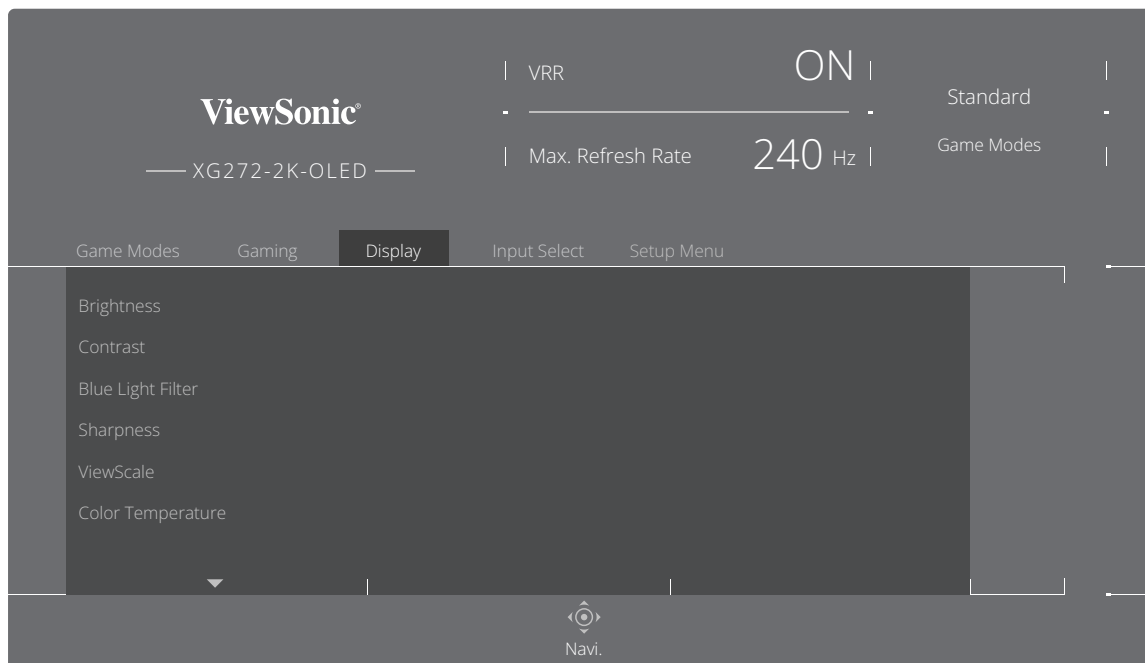 ViewSonic®
XG272-2K-OLED
VRR ON
Max. Refresh Rate 240 Hz
Standard
Game Modes
Game Modes Gaming Display Input Select Setup Menu
Brightness
Contrast
Blue Light Filter
Sharpness
ViewScale
Color Temperature
Navi.